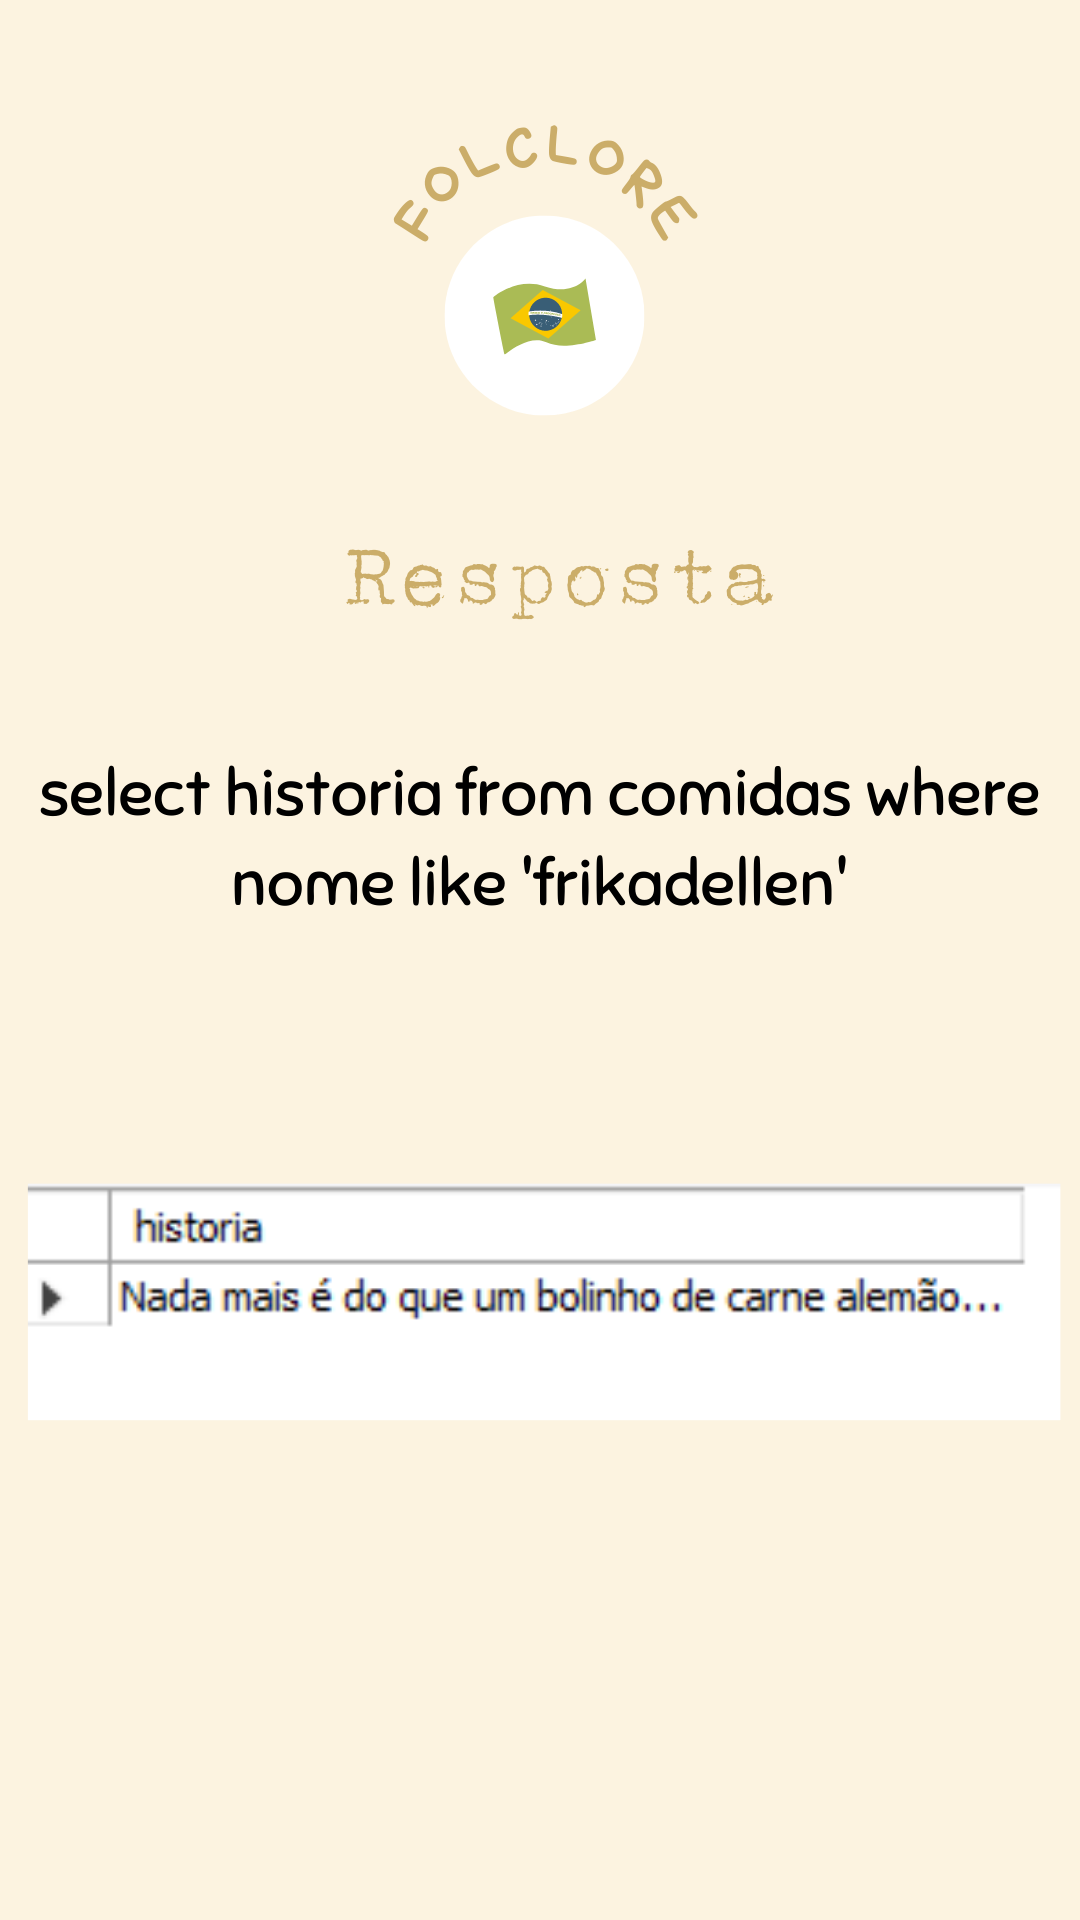 FOLCLORE
Resposta
select historia from comidas where
nome like 'frikadellen'
historia
Nada mais é do que um bolinho de carne alemão...